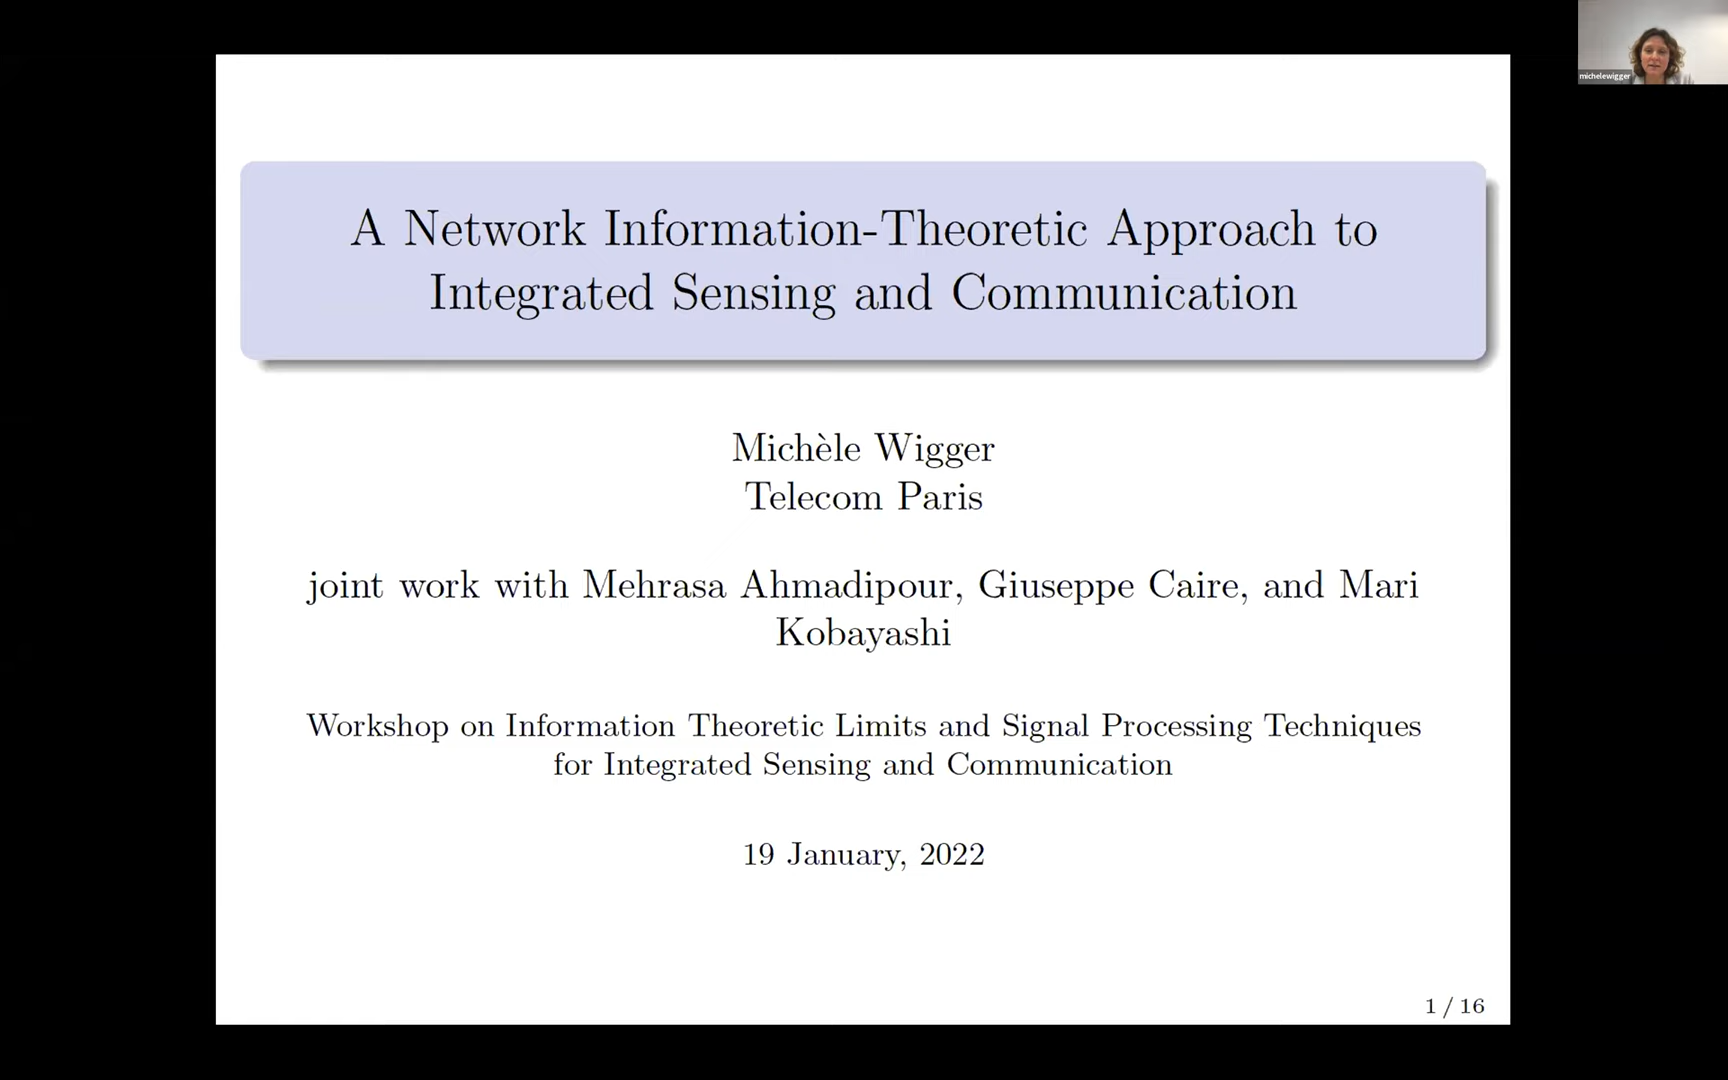 michelewigger
A Network Information-Theoretic Approach to
Integrated Sensing and Communication
Michèle Wigger
Telecom Paris
joint work with Mehrasa Ahmadipour, Giuseppe Caire, and Mari
Kobayashi
Workshop on Information Theoretic Limits and Signal Processing Techniques
for Integrated Sensing and Communication
19 January, 2022
1 / 16